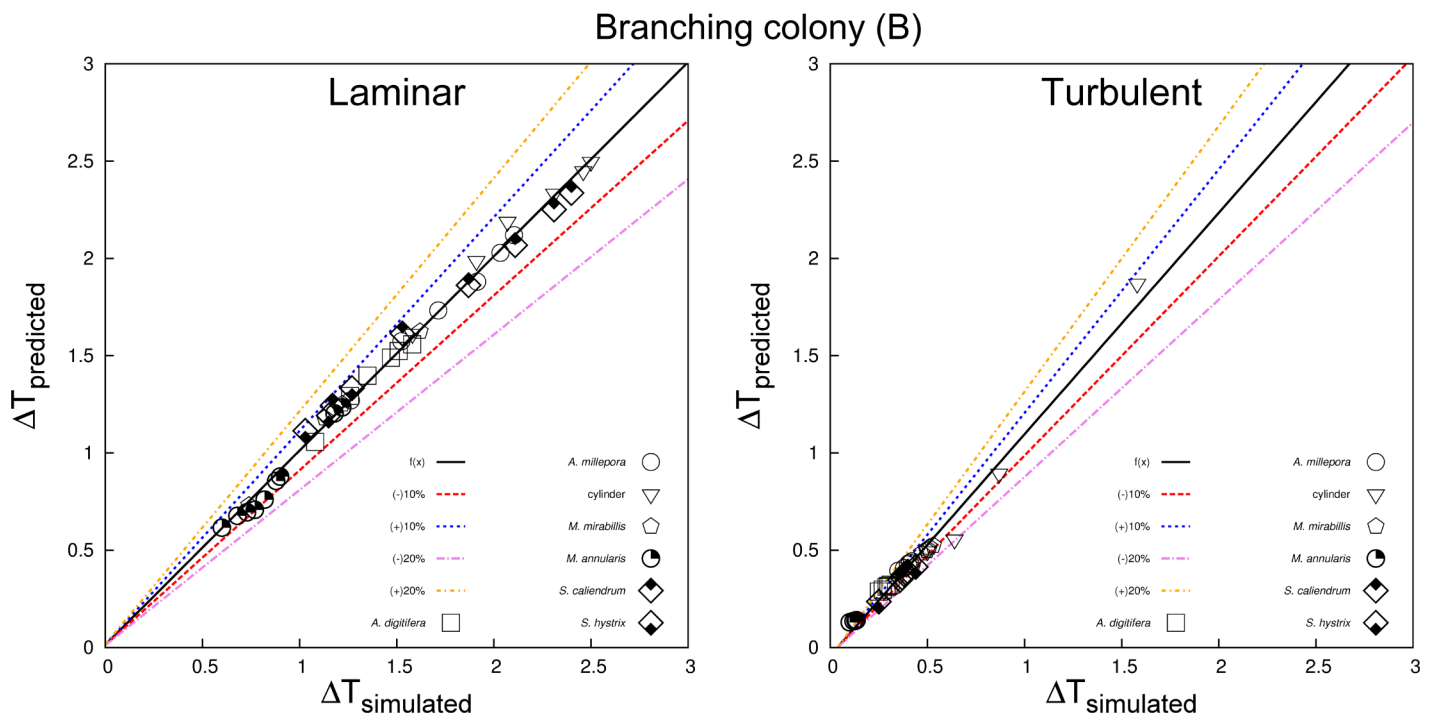 Branching colony (B)
Laminar
ΔTpredicted
3
2.5
2
1.5
1
0.5
0
0 0.5 1 1.5 2 2.5 3
ΔTsimulated
f(x) A. millepora
(-)10% cylinder
(+)10% M. mirabillis
(-)20% M. annularis
(+)20% S. caliendrum
A. digitifera S. hystrix
Turbulent
ΔTpredicted
3
2.5
2
1.5
1
0.5
0
0 0.5 1 1.5 2 2.5 3
ΔTsimulated
f(x) A. millepora
(-)10% cylinder
(+)10% M. mirabillis
(-)20% M. annularis
(+)20% S. caliendrum
A. digitifera S. hystrix